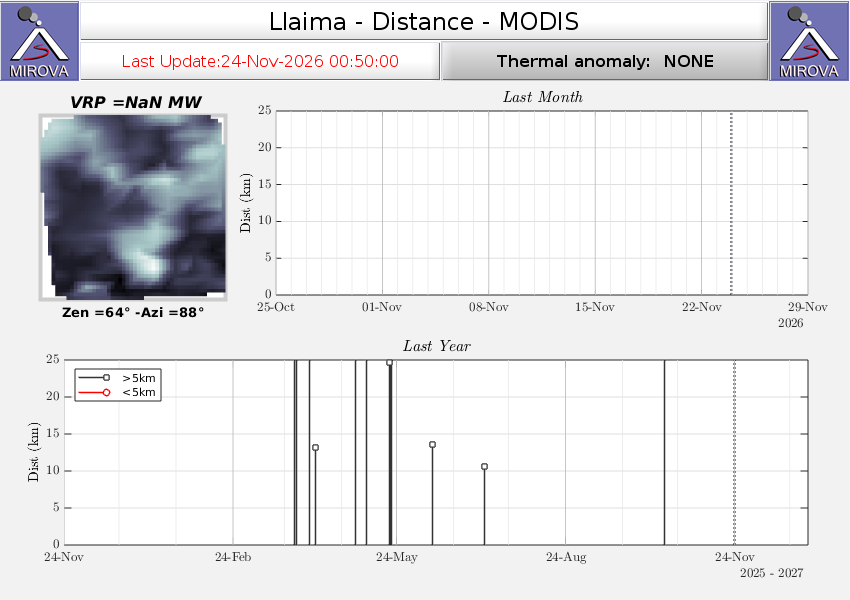 Llaima - Distance - MODIS
MIROVA
Last Update:24-Nov-2026 00:50:00
Thermal anomaly: NONE
MIROVA
VRP =NaN MW
Zen =64° -Azi =88°
Last Month
Dist (km)
25
20
15
10
5
0
25-Oct 01-Nov 08-Nov 15-Nov 22-Nov 29-Nov
2026
Last Year
Dist (km)
25
20
15
10
5
0
>5km
<5km
24-Nov 24-Feb 24-May 24-Aug 24-Nov
2025 - 2027